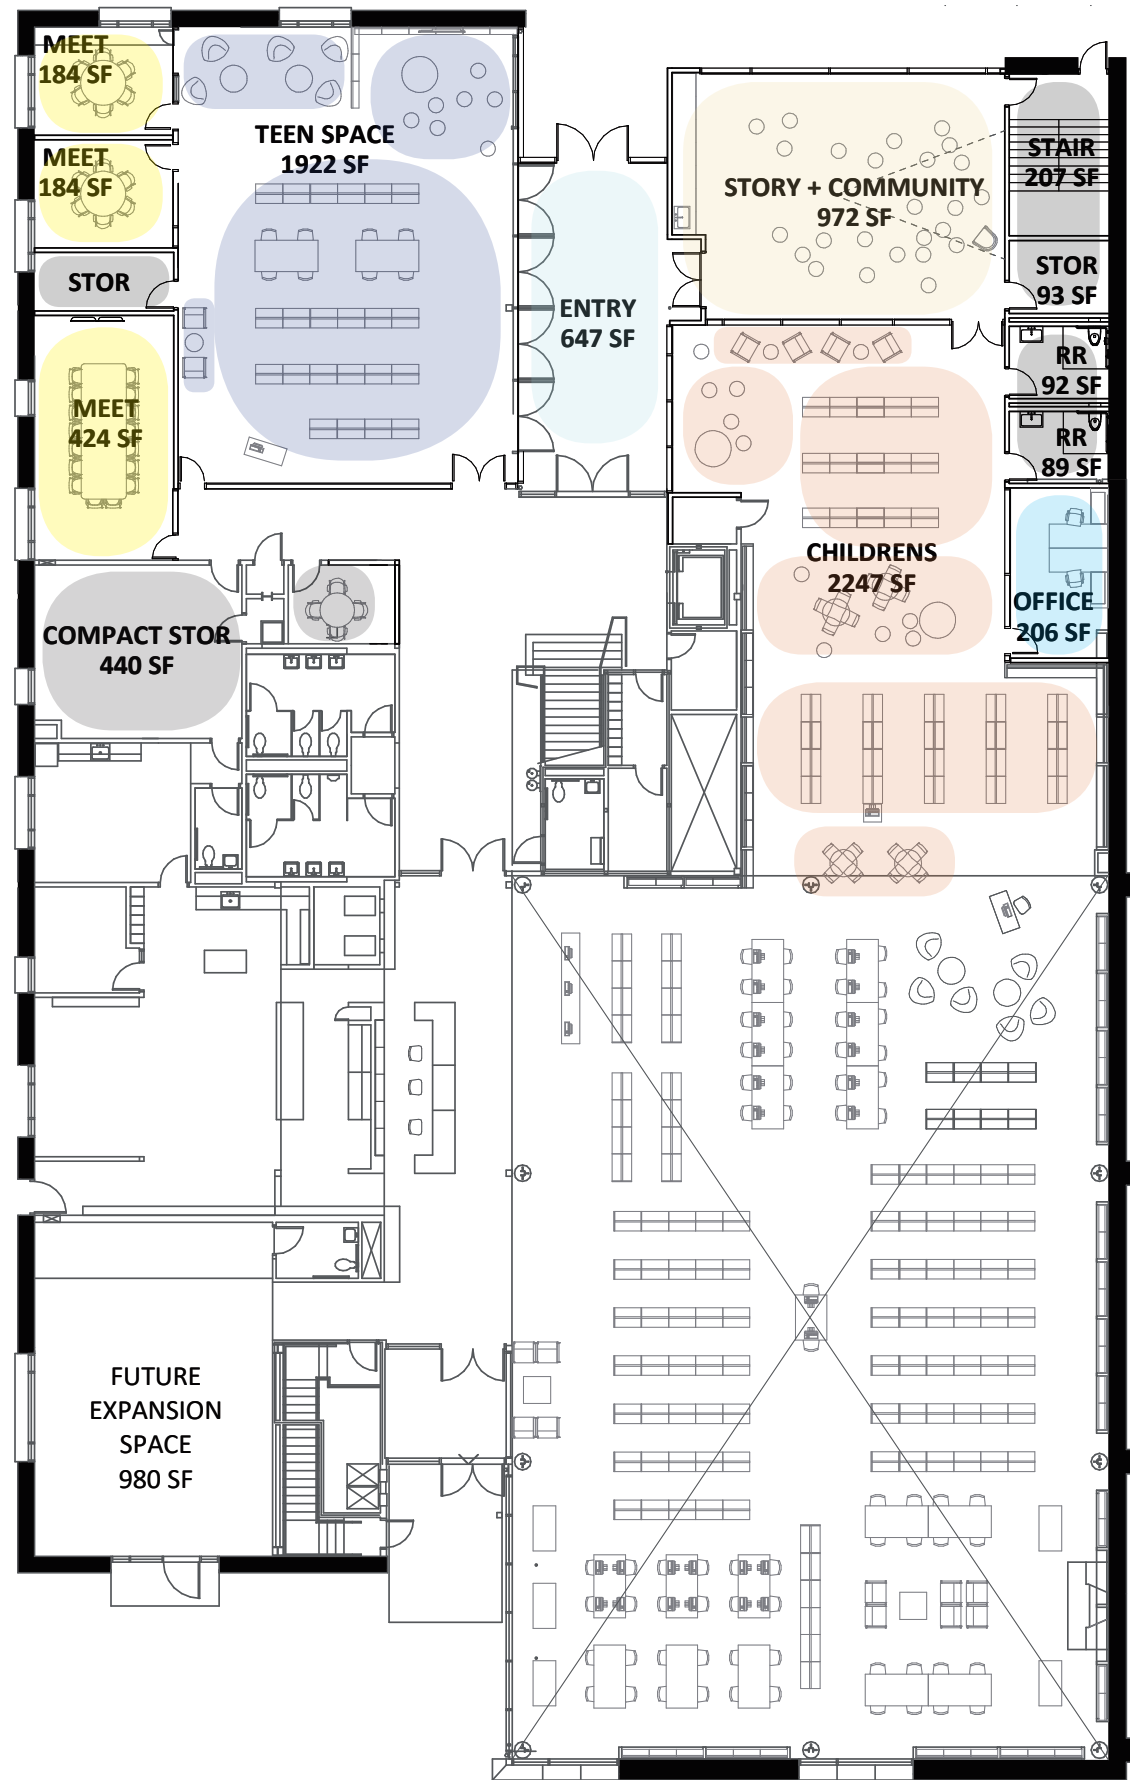 MEET
184 SF
TEEN SPACE
1922 SF
MEET
184 SF
STOR
MEET
424 SF
ENTRY
647 SF
STORY + COMMUNITY
972 SF
STAIR
207 SF
STOR
93 SF
RR
92 SF
RR
89 SF
CHILDRENS
2247 SF
OFFICE
206 SF
COMPACT STOR
440 SF
FUTURE
EXPANSION
SPACE
980 SF